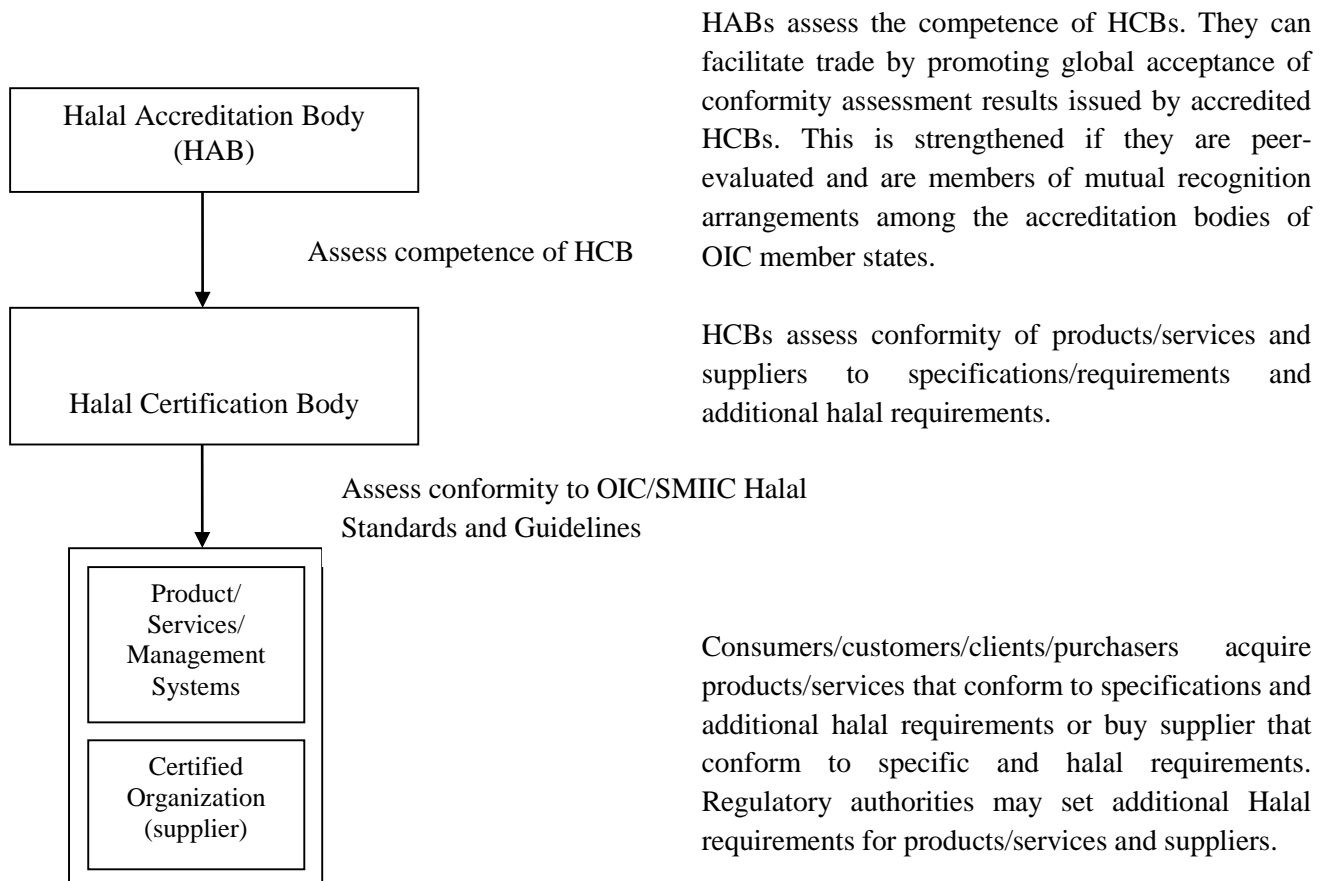 HABs assess the competence of HCBs. They can
facilitate trade by promoting global acceptance of
conformity assessment results issued by accredited
HCBs. This is strengthened if they are peer-
evaluated and are members of mutual recognition
arrangements among the accreditation bodies of
OIC member states.
Halal Accreditation Body
(HAB)
Assess competence of HCB
HCBs assess conformity of products/services and
suppliers to specifications/requirements and
additional halal requirements.
Halal Certification Body
Assess conformity to OIC/SMIIC Halal
Standards and Guidelines
Product/
Services/
Management
Systems
Certified
Organization
(supplier)
Consumers/customers/clients/purchasers acquire
products/services that conform to specifications and
additional halal requirements or buy supplier that
conform to specific and halal requirements.
Regulatory authorities may set additional Halal
requirements for products/services and suppliers.